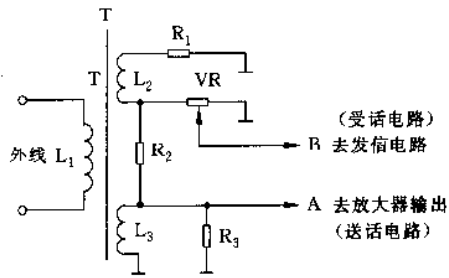 T
R₁
T
L₂
VR
(受话电路)
外线 L₁
R₂
B 去发信电路
A 去放大器输出
L₃
R₃
(送话电路)